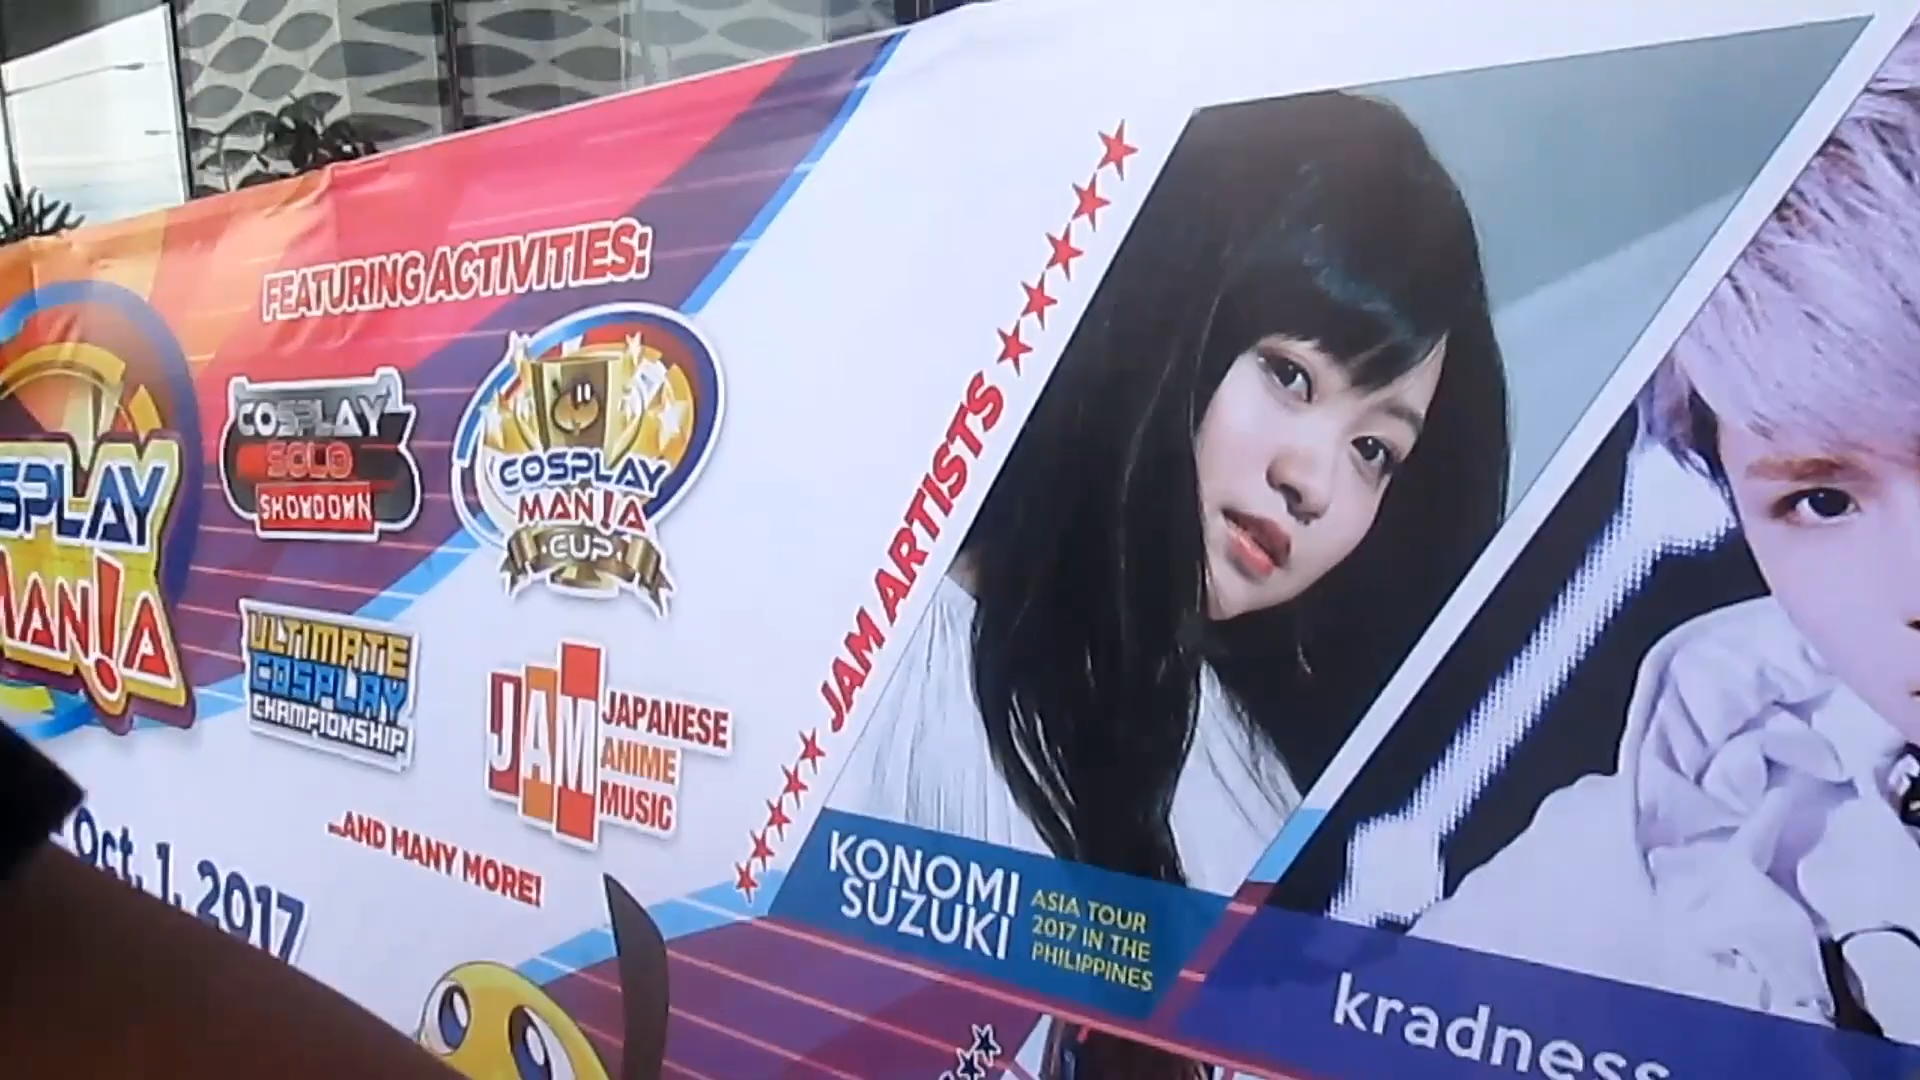 FEATURING ACTIVITIES:
COSPLAY
SOLO
SHOWDOWN
COSPLAY
MAN!A
CUP
SPLAY
MAN!A
ULTIMATE
COSPLAY
CHAMPIONSHIP
JAM
JAPANESE
ANIME
MUSIC
...AND MANY MORE!
Oct. 1, 2017
JAM ARTISTS
KONOMI
SUZUKI
ASIA TOUR
2017 IN THE
PHILIPPINES
kradness